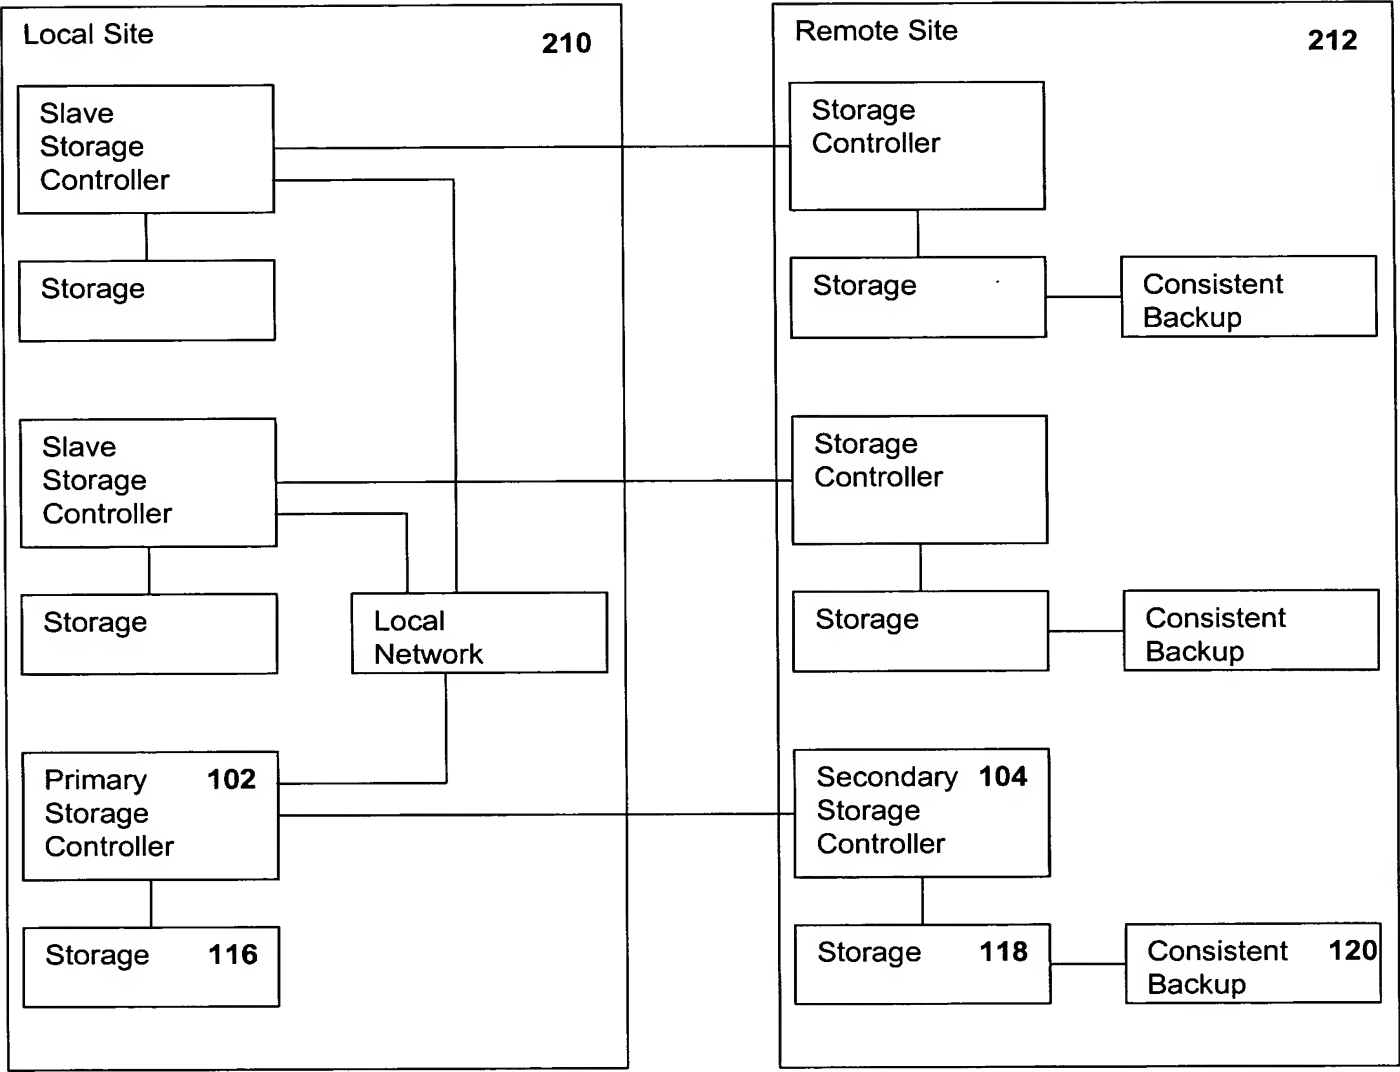 Local Site 210
Slave
Storage
Controller
Storage
Slave
Storage
Controller
Storage
Local
Network
Primary 102
Storage
Controller
Storage 116
Remote Site 212
Storage
Controller
Storage
Consistent
Backup
Storage
Controller
Storage
Consistent
Backup
Secondary 104
Storage
Controller
Storage 118
Consistent 120
Backup